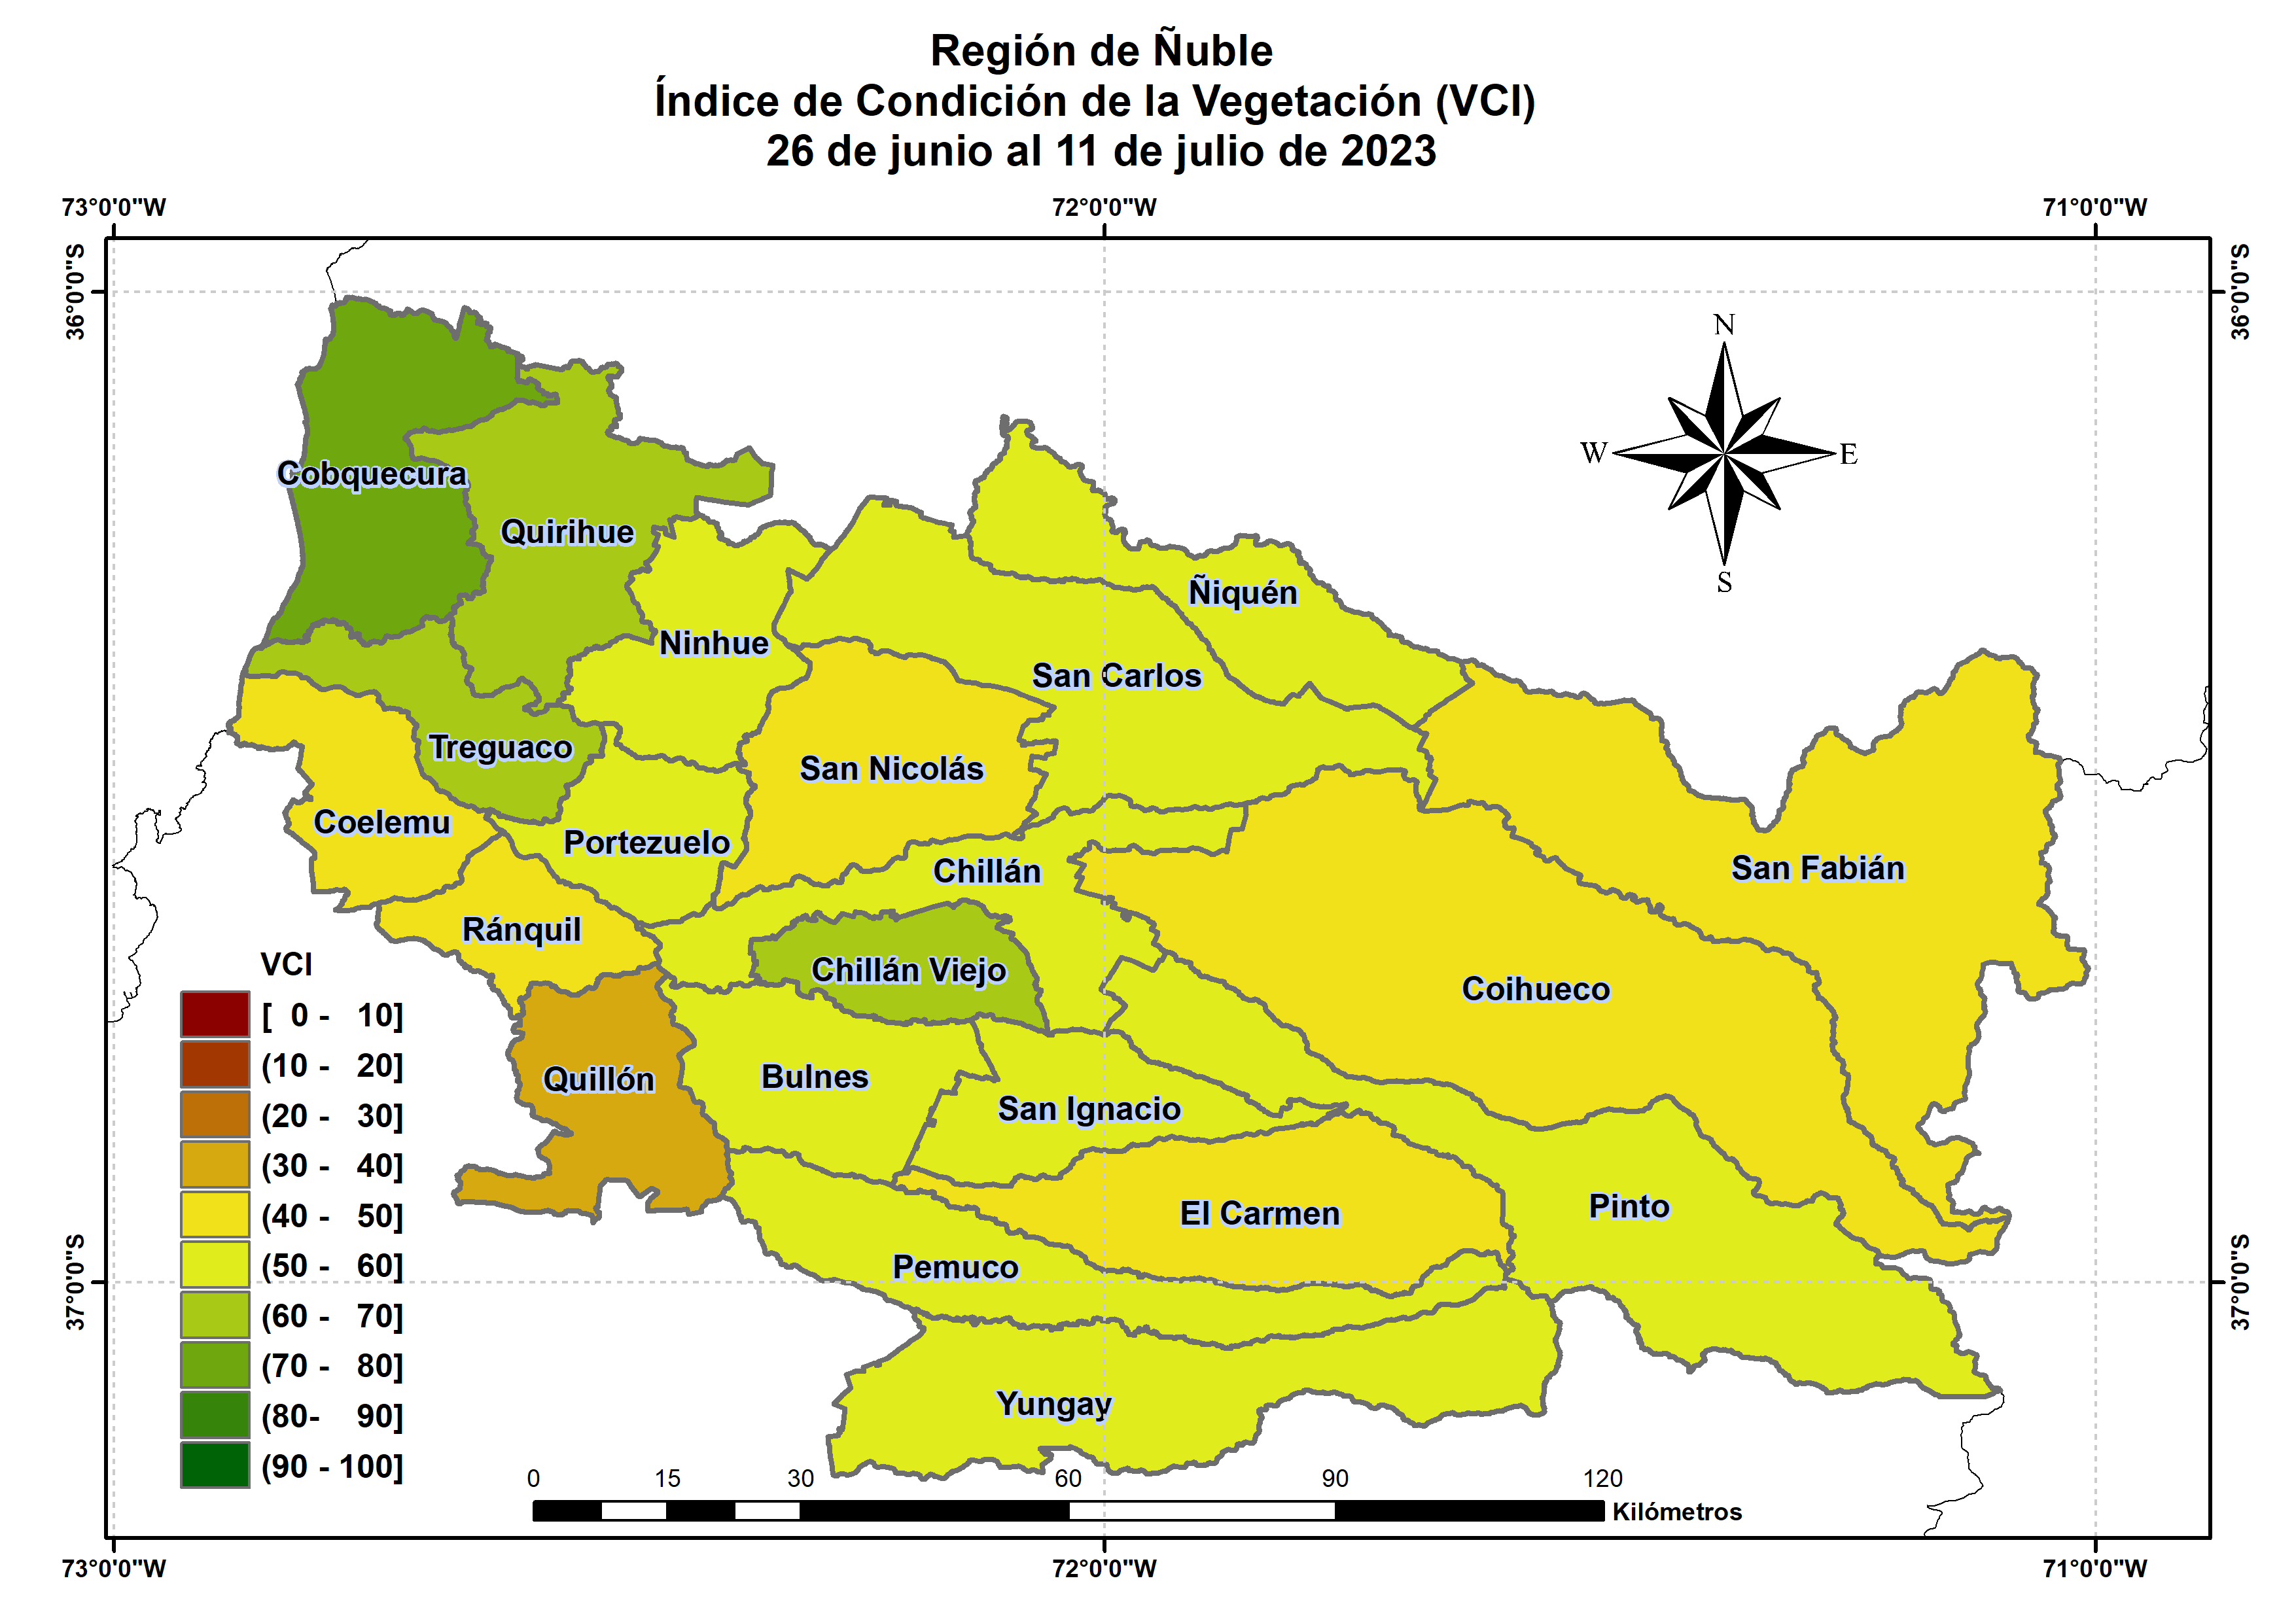 Región de Ñuble
Índice de Condición de la Vegetación (VCI)
26 de junio al 11 de julio de 2023
73°0'0"W
72°0'0"W
71°0'0"W
36°0'0"S
36°0'0"S
N
W
E
S
Cobquecura
Quirihue
Ñiquén
Ninhue
San Carlos
Treguaco
San Nicolás
Coelemu
Portezuelo
Chillán
San Fabián
Ránquil
Chillán Viejo
Coihueco
Quillón
Bulnes
San Ignacio
El Carmen
Pinto
Pemuco
Yungay
VCI
[ 0 - 10]
(10 - 20]
(20 - 30]
(30 - 40]
(40 - 50]
(50 - 60]
(60 - 70]
(70 - 80]
(80- 90]
(90 - 100]
37°0'0"S
37°0'0"S
0 15 30 60 90 120
Kilómetros
73°0'0"W
72°0'0"W
71°0'0"W